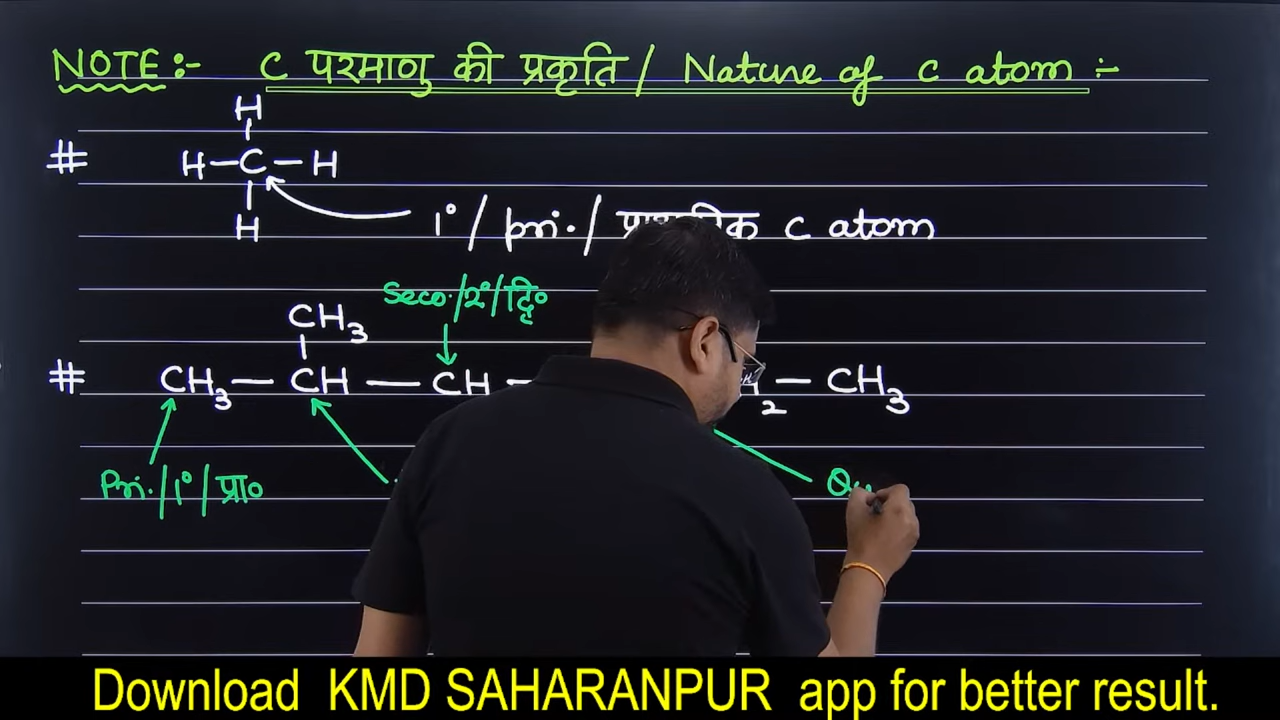 NOTE:- C परमाणु की प्रकृति / Nature of C atom :-
H
# H-C-H
H
1° / pri. / C atom
Seco./2°/द्वि०
CH3
# CH3 - CH - CH - 2 - CH3
Pri./1°/प्रा०
Download KMD SAHARANPUR app for better result.